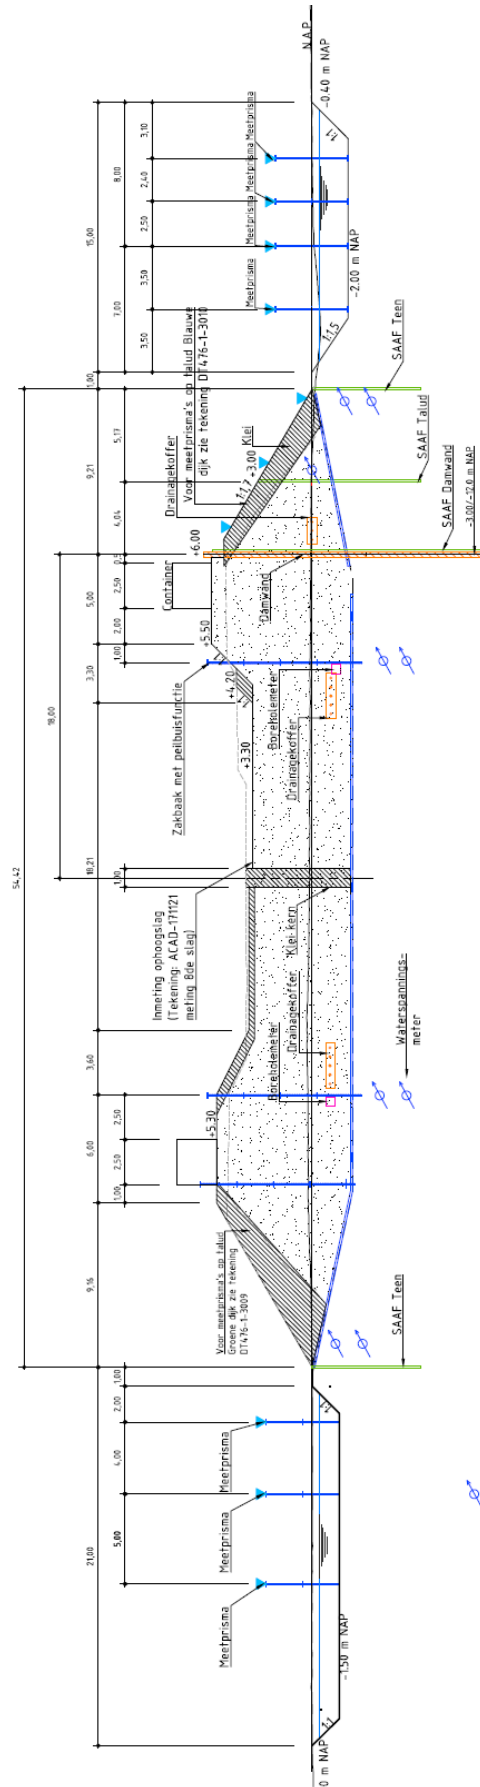 N.A.P
-0.40 m NAP
1:1
3,10
2,40
2,50
3,50
3,50
8,00
7,00
15,00
Meetprisma
Meetprisma
Meetprisma
Meetprisma
-2.00 m NAP
1:1,5
1,00
SAAF Teen
Voor meetprisma's op talud Blauwe
dijk zie tekening DT476-1-3010
Drainagekoffer
Klei
1:1,7
+3.00
5,17
4,04
9,21
SAAF Talud
SAAF Damwand
-3.00/-12.0 m NAP
+6.00
Container
Damwand
0,5
2,50
2,00
5,00
1,00
3,30
+5.50
+4.20
+3.30
Zakbaak met peilbuisfunctie
Boreholemeter
Drainagekoffer
18,00
54,42
18,21
1,00
Inmeting ophoogslag
(Tekening: ACAD-171121
meting 8de slag)
Klei kern
Drainagekoffer
Boreholemeter
Waterspannings-
meter
3,60
2,50
2,50
6,00
1,00
+5.30
9,16
Voor meetprisma's op talud
Groene dijk zie tekening
DT476-1-3009
SAAF Teen
1,00
2,00
4,00
5,00
21,00
Meetprisma
Meetprisma
Meetprisma
-1.50 m NAP
1:1
0 m NAP